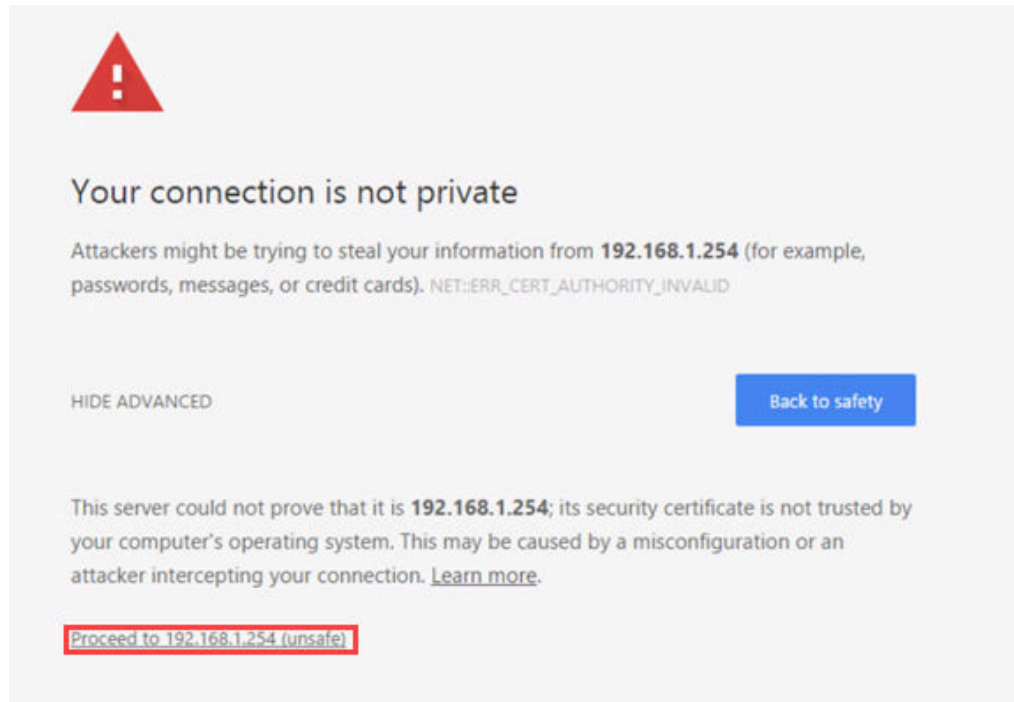 Your connection is not private
Attackers might be trying to steal your information from 192.168.1.254 (for example,
passwords, messages, or credit cards). NET::ERR_CERT_AUTHORITY_INVALID
HIDE ADVANCED
Back to safety
This server could not prove that it is 192.168.1.254; its security certificate is not trusted by
your computer's operating system. This may be caused by a misconfiguration or an
attacker intercepting your connection. Learn more.
Proceed to 192.168.1.254 (unsafe)